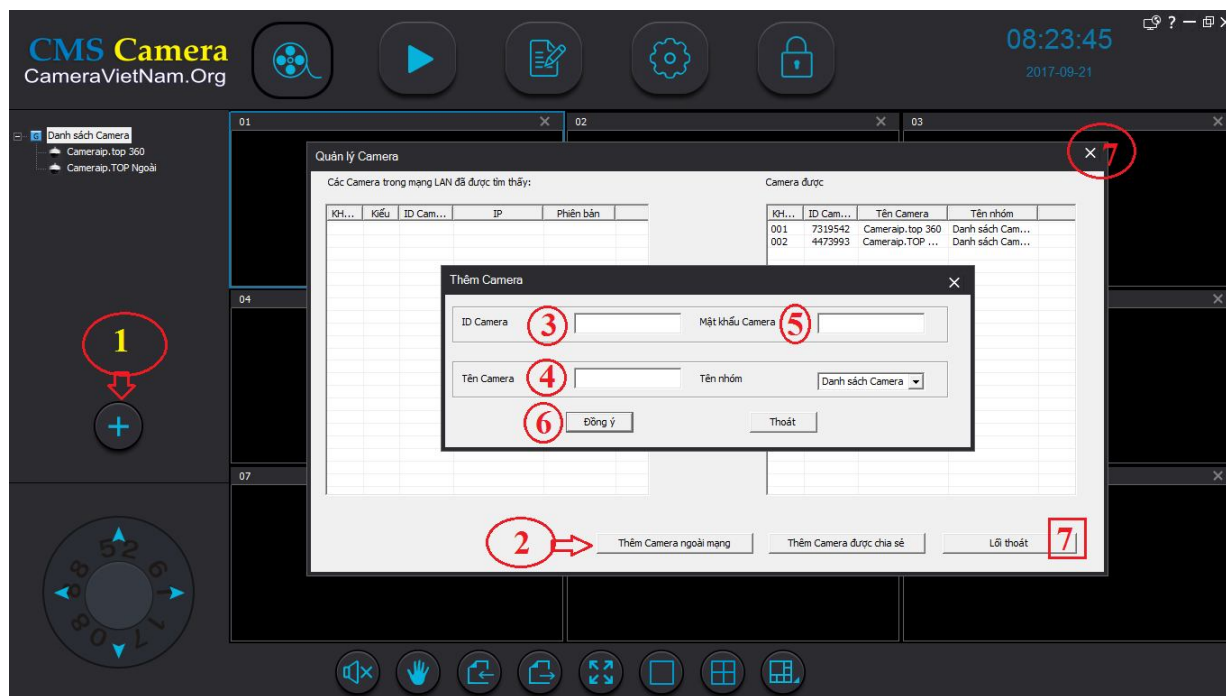 CMS Camera
CameraVietNam.Org
08:23:45
2017-09-21
Danh sách Camera
Cameraip.top 360
Cameraip.TOP Ngoài
01
02
03
Quản lý Camera
7
Các Camera trong mạng LAN đã được tìm thấy:
Camera được
KH... Kiểu ID Cam... IP Phiên bản
KH... ID Cam... Tên Camera Tên nhóm
001 7319542 Cameraip.top 360 Danh sách Cam...
002 4473993 Cameraip.TOP ... Danh sách Cam...
Thêm Camera
04
ID Camera 3 Mật khẩu Camera 5
1
Tên Camera 4 Tên nhóm Danh sách Camera
6 Đồng ý Thoát
07
2 Thêm Camera ngoài mạng Thêm Camera được chia sẻ Lối thoát 7